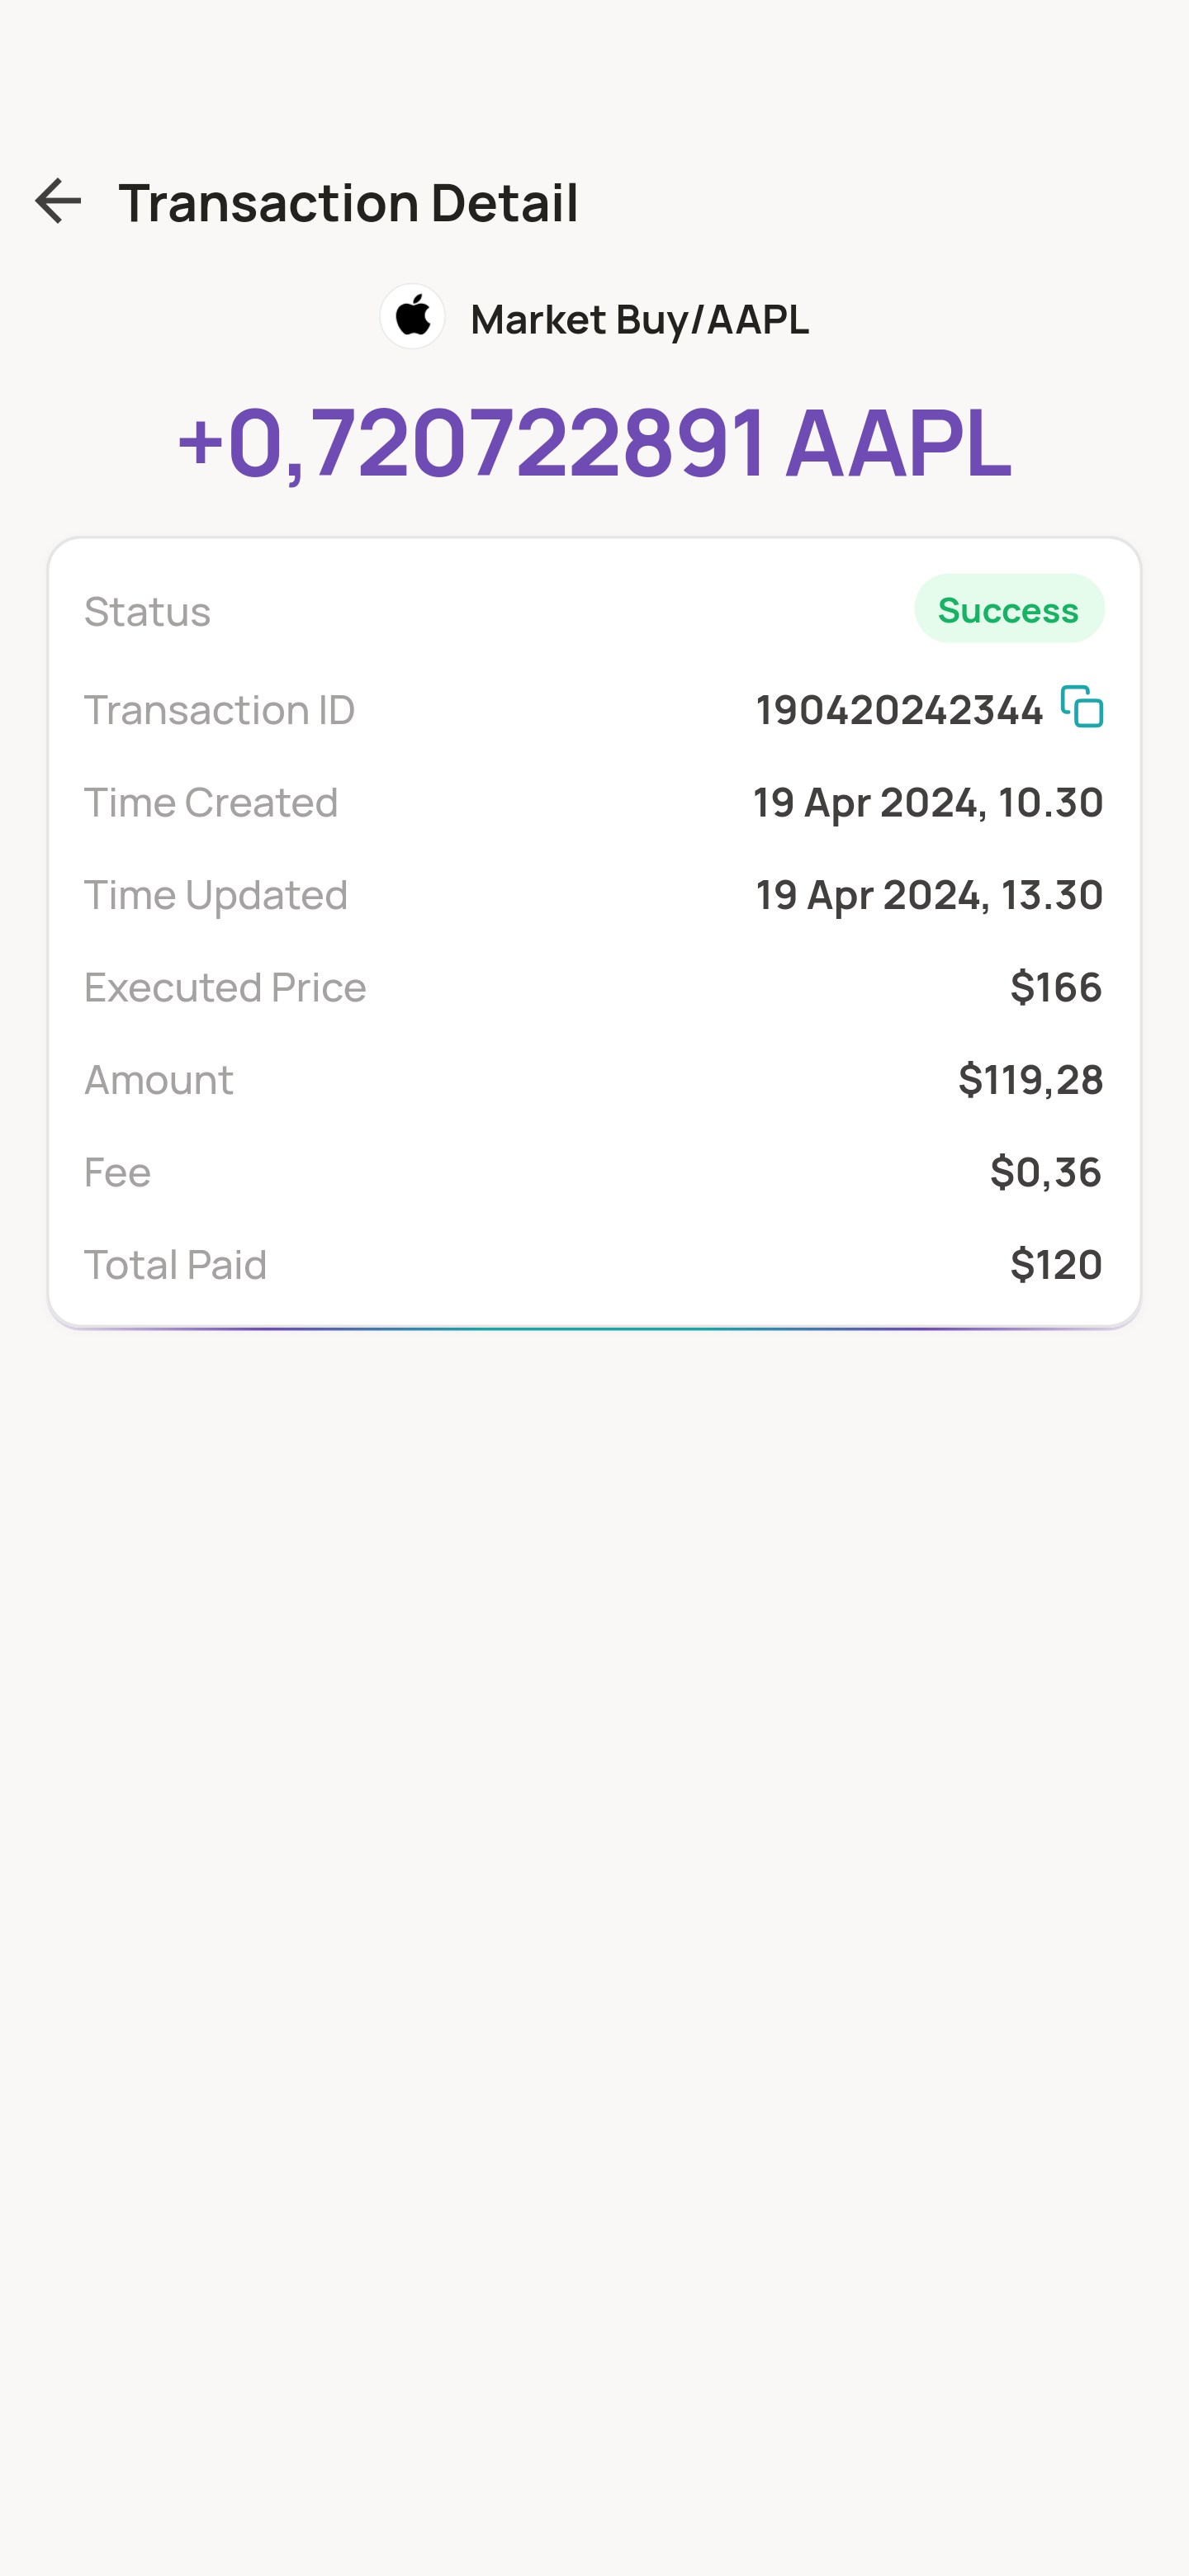 Transaction Detail
Market Buy/AAPL
+0,720722891 AAPL
Status Success
Transaction ID 190420242344
Time Created 19 Apr 2024, 10.30
Time Updated 19 Apr 2024, 13.30
Executed Price $166
Amount $119,28
Fee $0,36
Total Paid $120